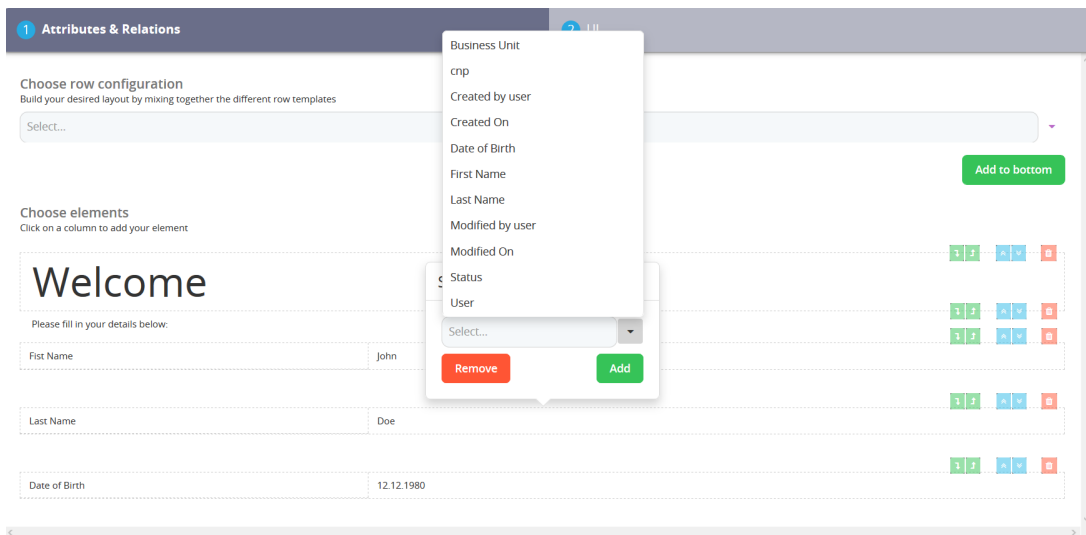 1 Attributes & Relations
2 UI
Choose row configuration
Build your desired layout by mixing together the different row templates
Select...
Add to bottom
Choose elements
Click on a column to add your element
Welcome
Please fill in your details below:
Fist Name
John
Last Name
Doe
Date of Birth
12.12.1980
Business Unit
cnp
Created by user
Created On
Date of Birth
First Name
Last Name
Modified by user
Modified On
Status
User
Select...
Remove
Add